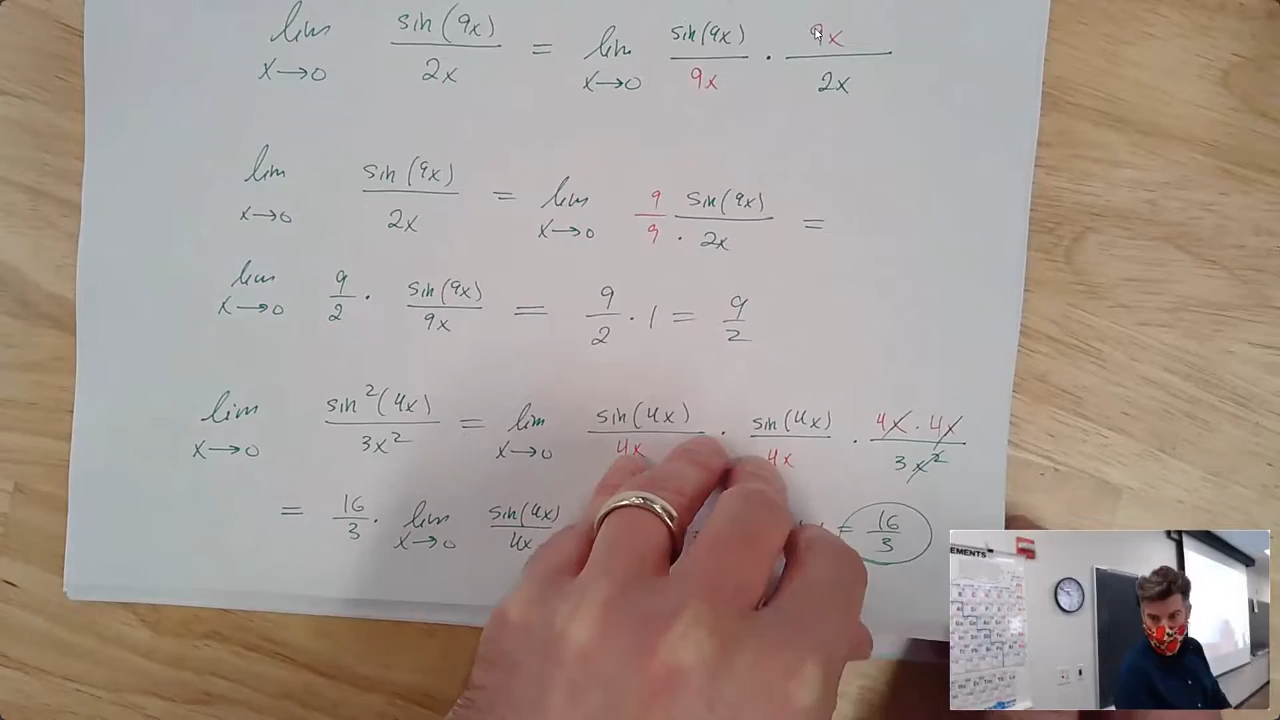 lim x→0 sin(9x)/2x = lim x→0 sin(9x)/9x · 9x/2x
lim x→0 sin(9x)/2x = lim x→0 9/9 · sin(9x)/2x =
lim x→0 9/2 · sin(9x)/9x = 9/2 · 1 = 9/2
lim x→0 sin²(4x)/3x² = lim x→0 sin(4x)/4x · sin(4x)/4x · 4x · 4x/3x²
= 16/3 · lim x→0 sin(4x)/4x = 16/3
EMENTS